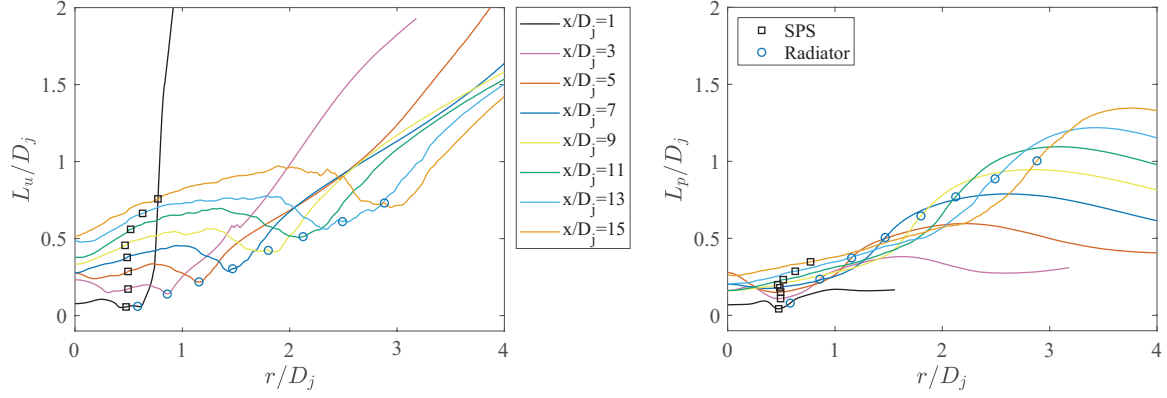 2
1.5
1
0.5
0
L_u/D_j
0 1 2 3 4
r/D_j
x/D_j=1
x/D_j=3
x/D_j=5
x/D_j=7
x/D_j=9
x/D_j=11
x/D_j=13
x/D_j=15
2
1.5
1
0.5
0
L_p/D_j
SPS
Radiator
0 1 2 3 4
r/D_j